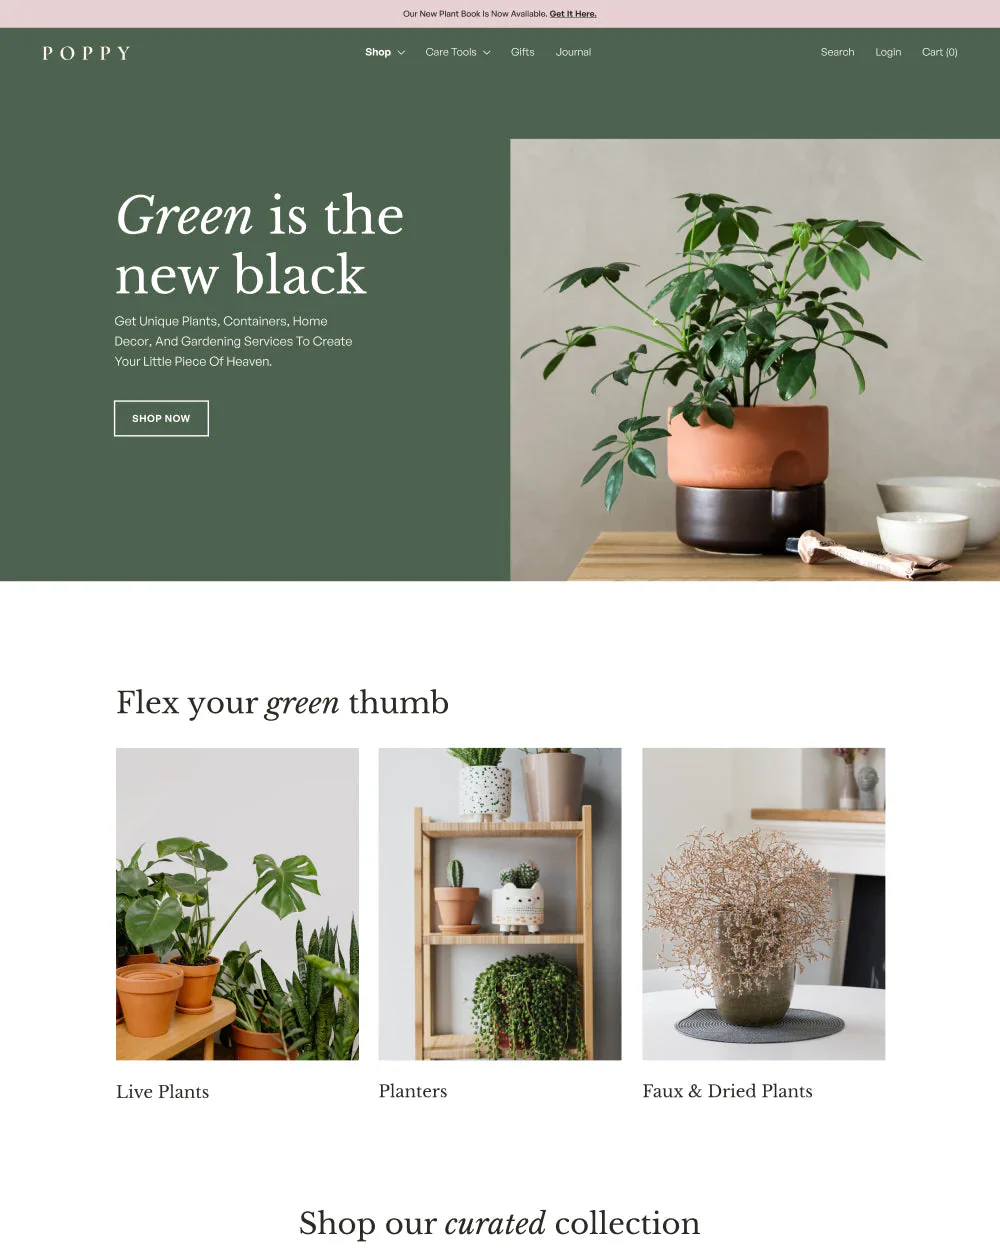 Our New Plant Book Is Now Available. Get It Here.
POPPY
Shop
Care Tools
Gifts
Journal
Search
Login
Cart (0)
Green is the
new black
Get Unique Plants, Containers, Home
Decor, And Gardening Services To Create
Your Little Piece Of Heaven.
SHOP NOW
Flex your green thumb
Live Plants
Planters
Faux & Dried Plants
Shop our curated collection